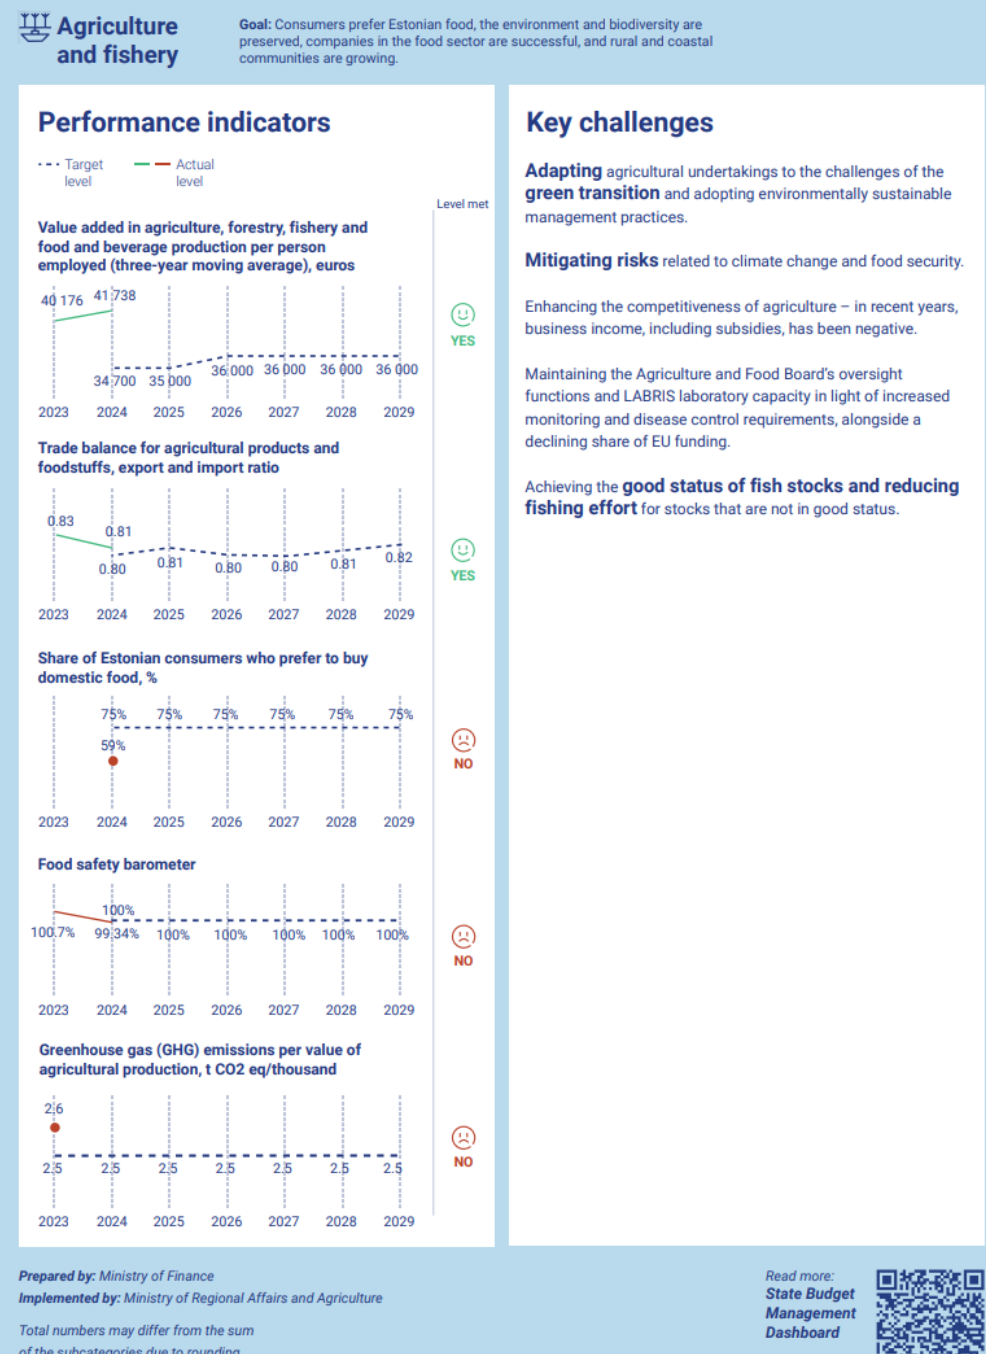 Agriculture
and fishery
Goal: Consumers prefer Estonian food, the environment and biodiversity are
preserved, companies in the food sector are successful, and rural and coastal
communities are growing.
Performance indicators
Target
level
Actual
level
Level met
Value added in agriculture, forestry, fishery and
food and beverage production per person
employed (three-year moving average), euros
40 176 41 738
34 700 35 000 36 000 36 000 36 000 36 000
YES
2023 2024 2025 2026 2027 2028 2029
Trade balance for agricultural products and
foodstuffs, export and import ratio
0.83 0.81
0.80 0.81 0.80 0.80 0.81 0.82
YES
2023 2024 2025 2026 2027 2028 2029
Share of Estonian consumers who prefer to buy
domestic food, %
75% 75% 75% 75% 75% 75%
59%
NO
2023 2024 2025 2026 2027 2028 2029
Food safety barometer
100%
100.7% 99.34% 100% 100% 100% 100% 100%
NO
2023 2024 2025 2026 2027 2028 2029
Greenhouse gas (GHG) emissions per value of
agricultural production, t CO2 eq/thousand
2.6
2.5 2.5 2.5 2.5 2.5 2.5 2.5
NO
2023 2024 2025 2026 2027 2028 2029
Key challenges
Adapting agricultural undertakings to the challenges of the
green transition and adopting environmentally sustainable
management practices.
Mitigating risks related to climate change and food security.
Enhancing the competitiveness of agriculture – in recent years,
business income, including subsidies, has been negative.
Maintaining the Agriculture and Food Board's oversight
functions and LABRIS laboratory capacity in light of increased
monitoring and disease control requirements, alongside a
declining share of EU funding.
Achieving the good status of fish stocks and reducing
fishing effort for stocks that are not in good status.
Prepared by: Ministry of Finance
Implemented by: Ministry of Regional Affairs and Agriculture
Total numbers may differ from the sum
of the subcategories due to rounding
Read more:
State Budget
Management
Dashboard